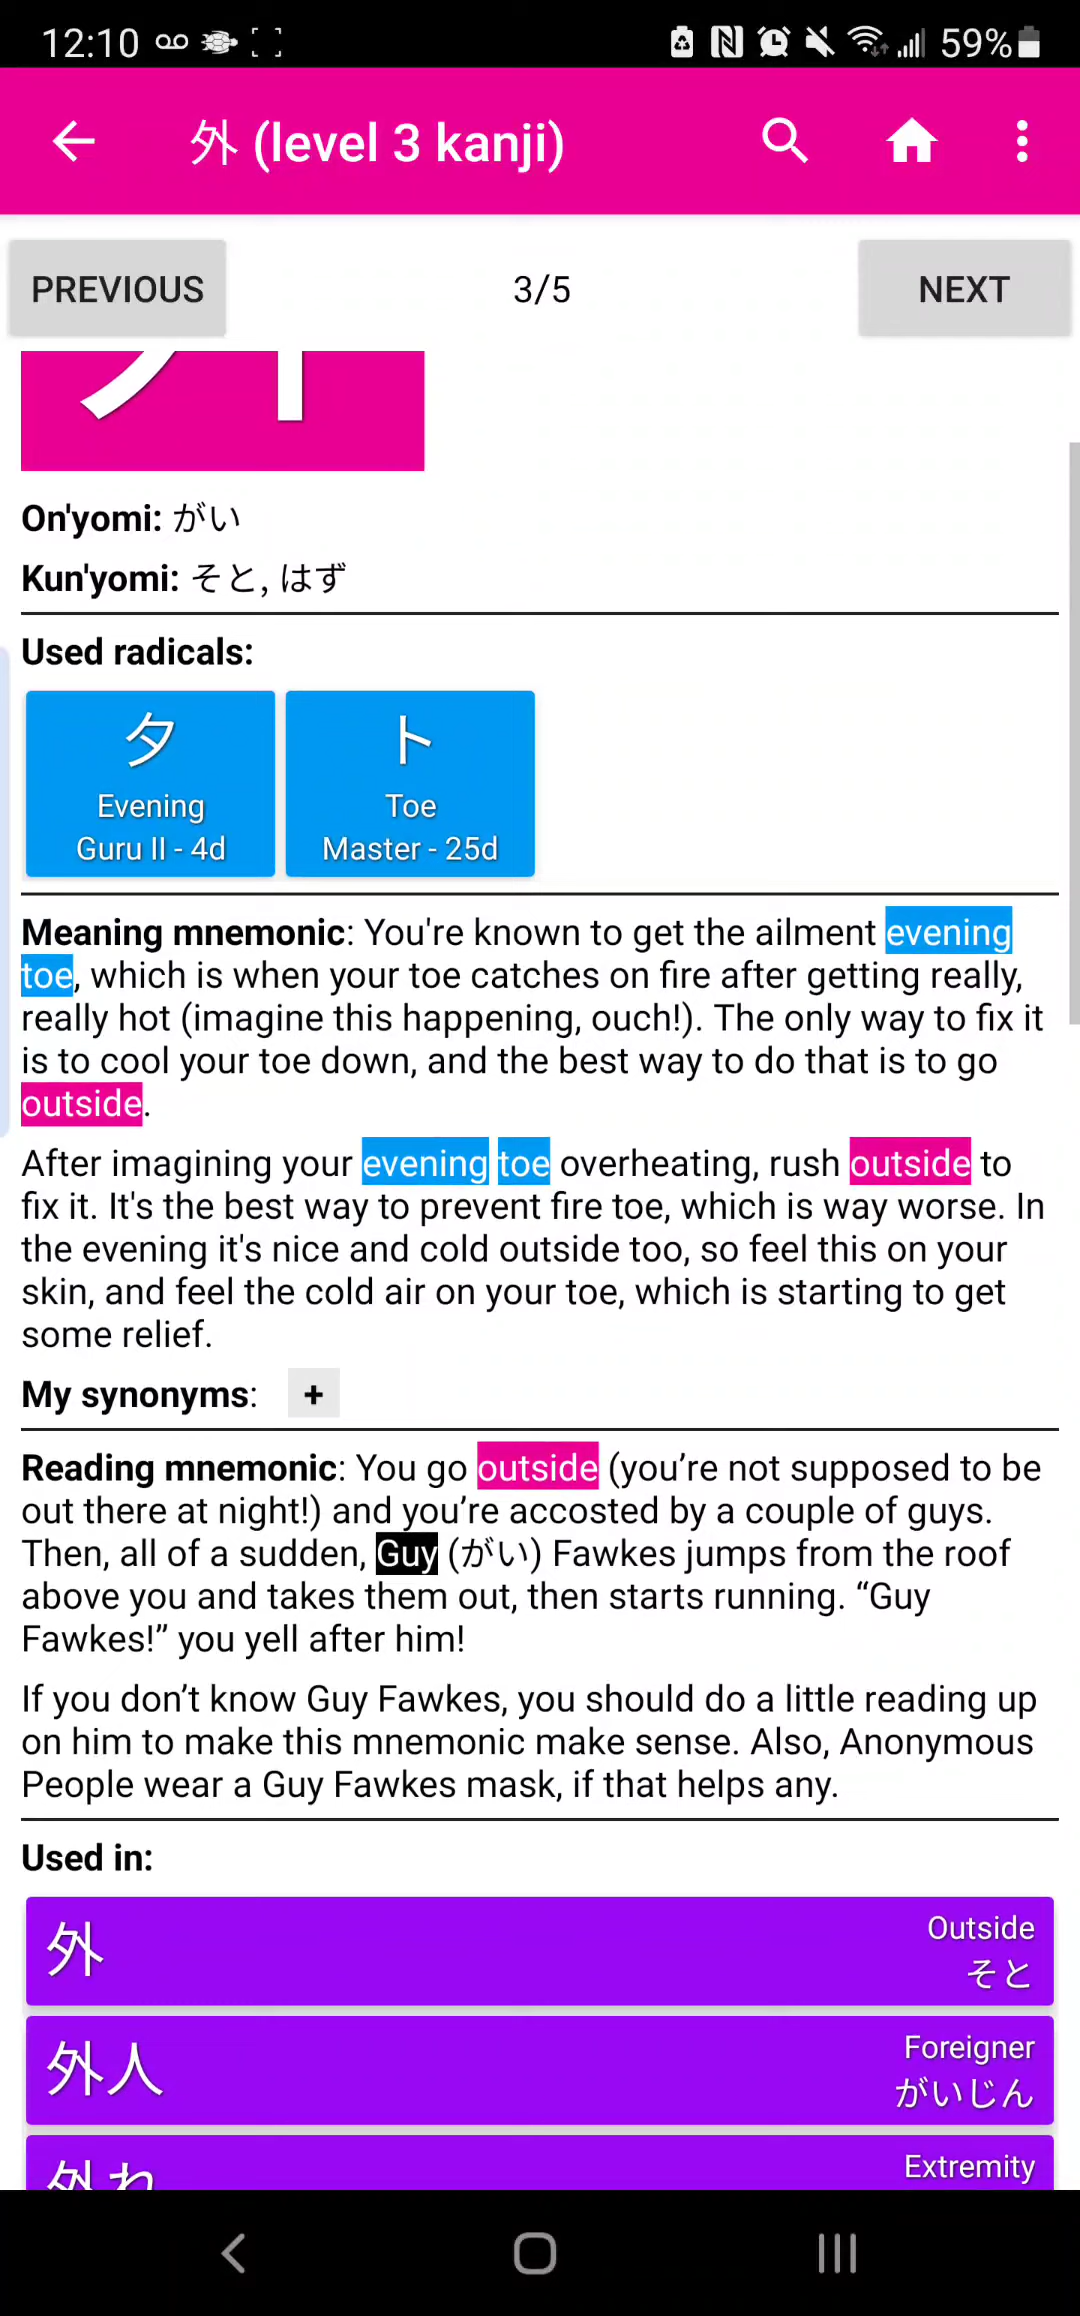 12:10
59%
外 (level 3 kanji)
PREVIOUS
3/5
NEXT
On'yomi: がい
Kun'yomi: そと, はず
Used radicals:
夕
Evening
Guru II - 4d
ト
Toe
Master - 25d
Meaning mnemonic: You're known to get the ailment evening
toe, which is when your toe catches on fire after getting really,
really hot (imagine this happening, ouch!). The only way to fix it
is to cool your toe down, and the best way to do that is to go
outside.
After imagining your evening toe overheating, rush outside to
fix it. It's the best way to prevent fire toe, which is way worse. In
the evening it's nice and cold outside too, so feel this on your
skin, and feel the cold air on your toe, which is starting to get
some relief.
My synonyms: +
Reading mnemonic: You go outside (you’re not supposed to be
out there at night!) and you’re accosted by a couple of guys.
Then, all of a sudden, Guy (がい) Fawkes jumps from the roof
above you and takes them out, then starts running. “Guy
Fawkes!” you yell after him!
If you don’t know Guy Fawkes, you should do a little reading up
on him to make this mnemonic make sense. Also, Anonymous
People wear a Guy Fawkes mask, if that helps any.
Used in:
外
Outside
そと
外人
Foreigner
がいじん
外れ
Extremity